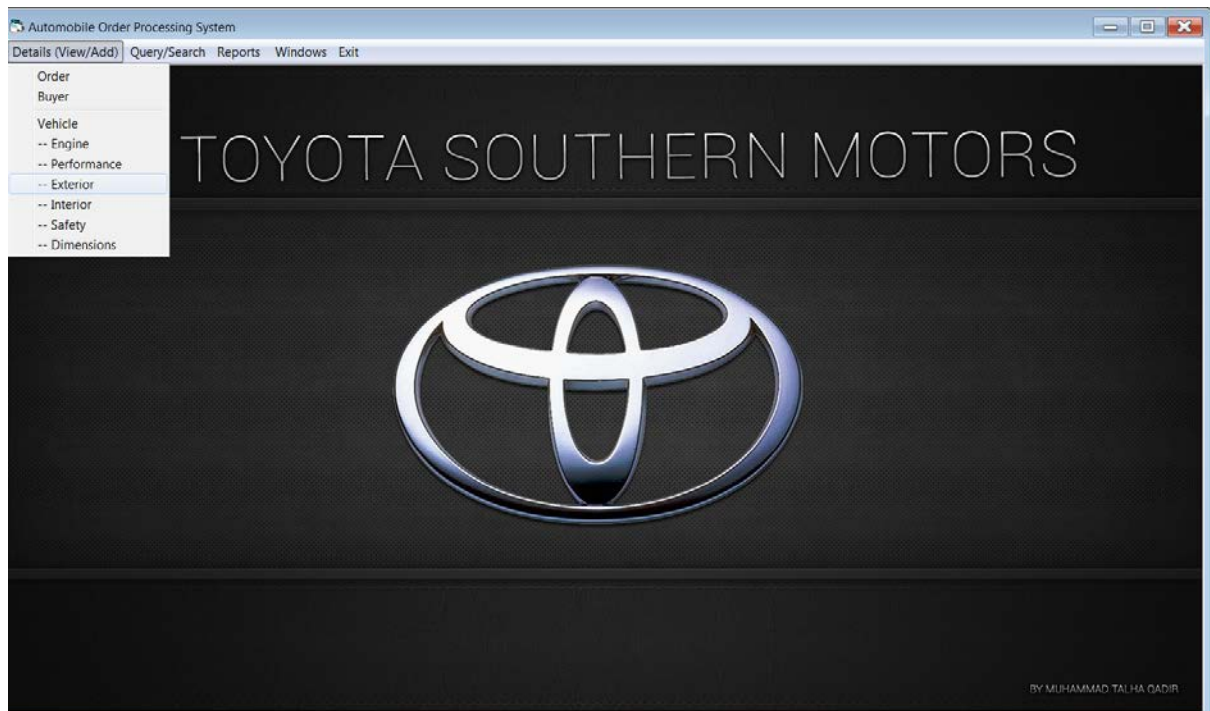 Automobile Order Processing System
Details (View/Add) Query/Search Reports Windows Exit
Order
Buyer
Vehicle
-- Engine
-- Performance
-- Exterior
-- Interior
-- Safety
-- Dimensions
TOYOTA SOUTHERN MOTORS
BY MUHAMMAD TALHA QADIR